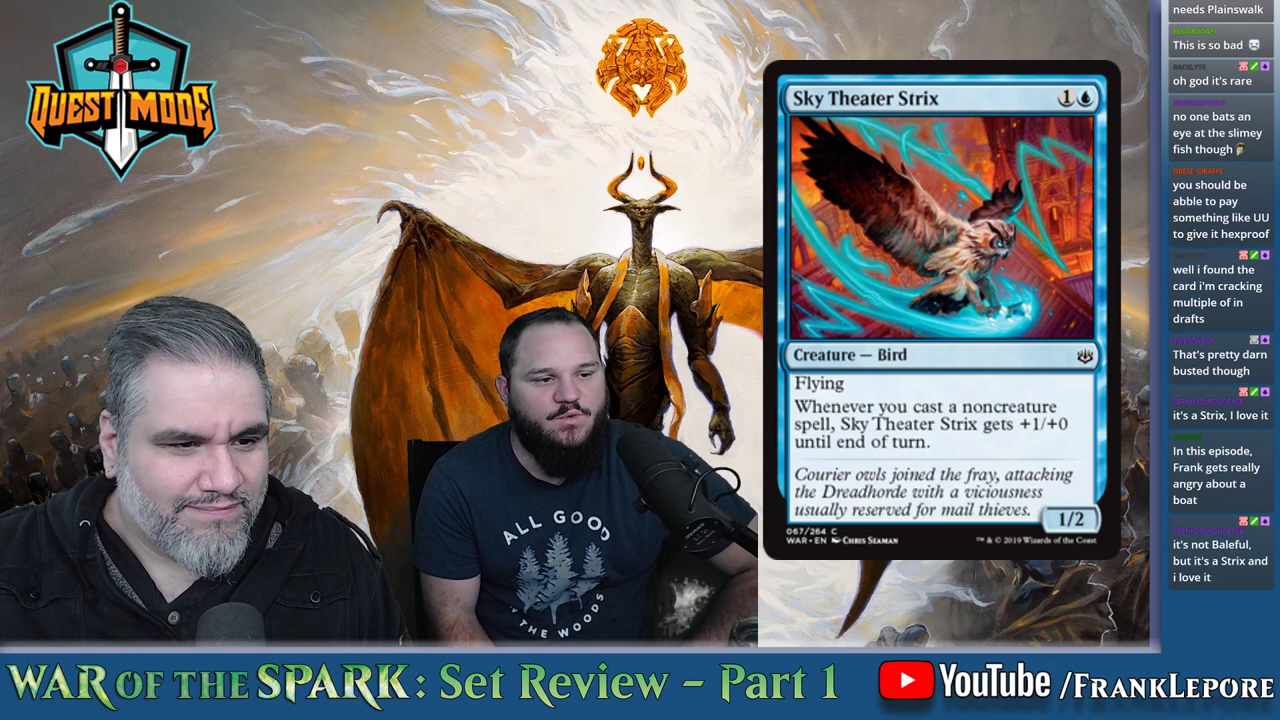 QUEST MODE
Sky Theater Strix
1
Creature — Bird
Flying
Whenever you cast a noncreature
spell, Sky Theater Strix gets +1/+0
until end of turn.
Courier owls joined the fray, attacking
the Dreadhorde with a viciousness
usually reserved for mail thieves.
1/2
067/264 C
WAR • EN Chris Seaman
™ & © 2019 Wizards of the Coast
needs Plainswalk
This is so bad
oh god it's rare
no one bats an
eye at the slimey
fish though
OBESE_GIRAFFE
you should be
abble to pay
something like UU
to give it hexproof
well i found the
card i'm cracking
multiple of in
drafts
That's pretty darn
busted though
it's a Strix, I love it
In this episode,
Frank gets really
angry about a
boat
it's not Baleful,
but it's a Strix and
i love it
ALL GOOD
IN THE WOODS
WAR OF THE SPARK: Set Review - Part 1
YouTube /FRANKLEPORE